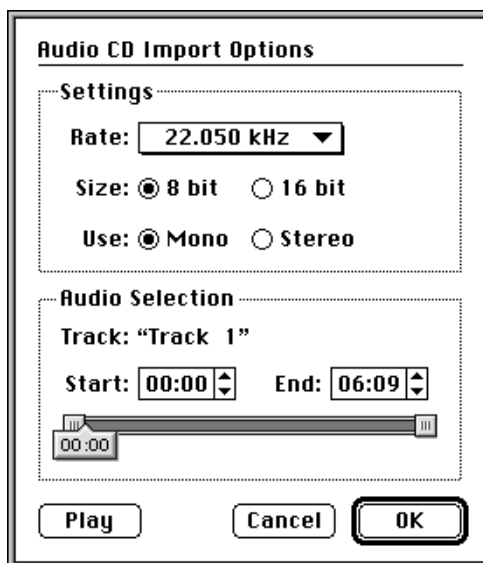 Audio CD Import Options
Settings
Rate: 22.050 kHz
Size: 8 bit 16 bit
Use: Mono Stereo
Audio Selection
Track: “Track 1”
Start: 00:00 End: 06:09
00:00
Play Cancel OK